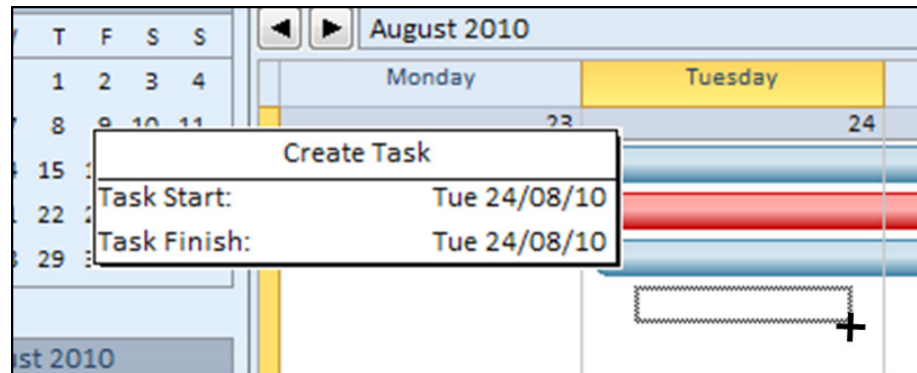 T F S S
1 2 3 4
8 9 10 11
15
22
29
August 2010
Monday Tuesday
23 24
Create Task
Task Start: Tue 24/08/10
Task Finish: Tue 24/08/10
2010